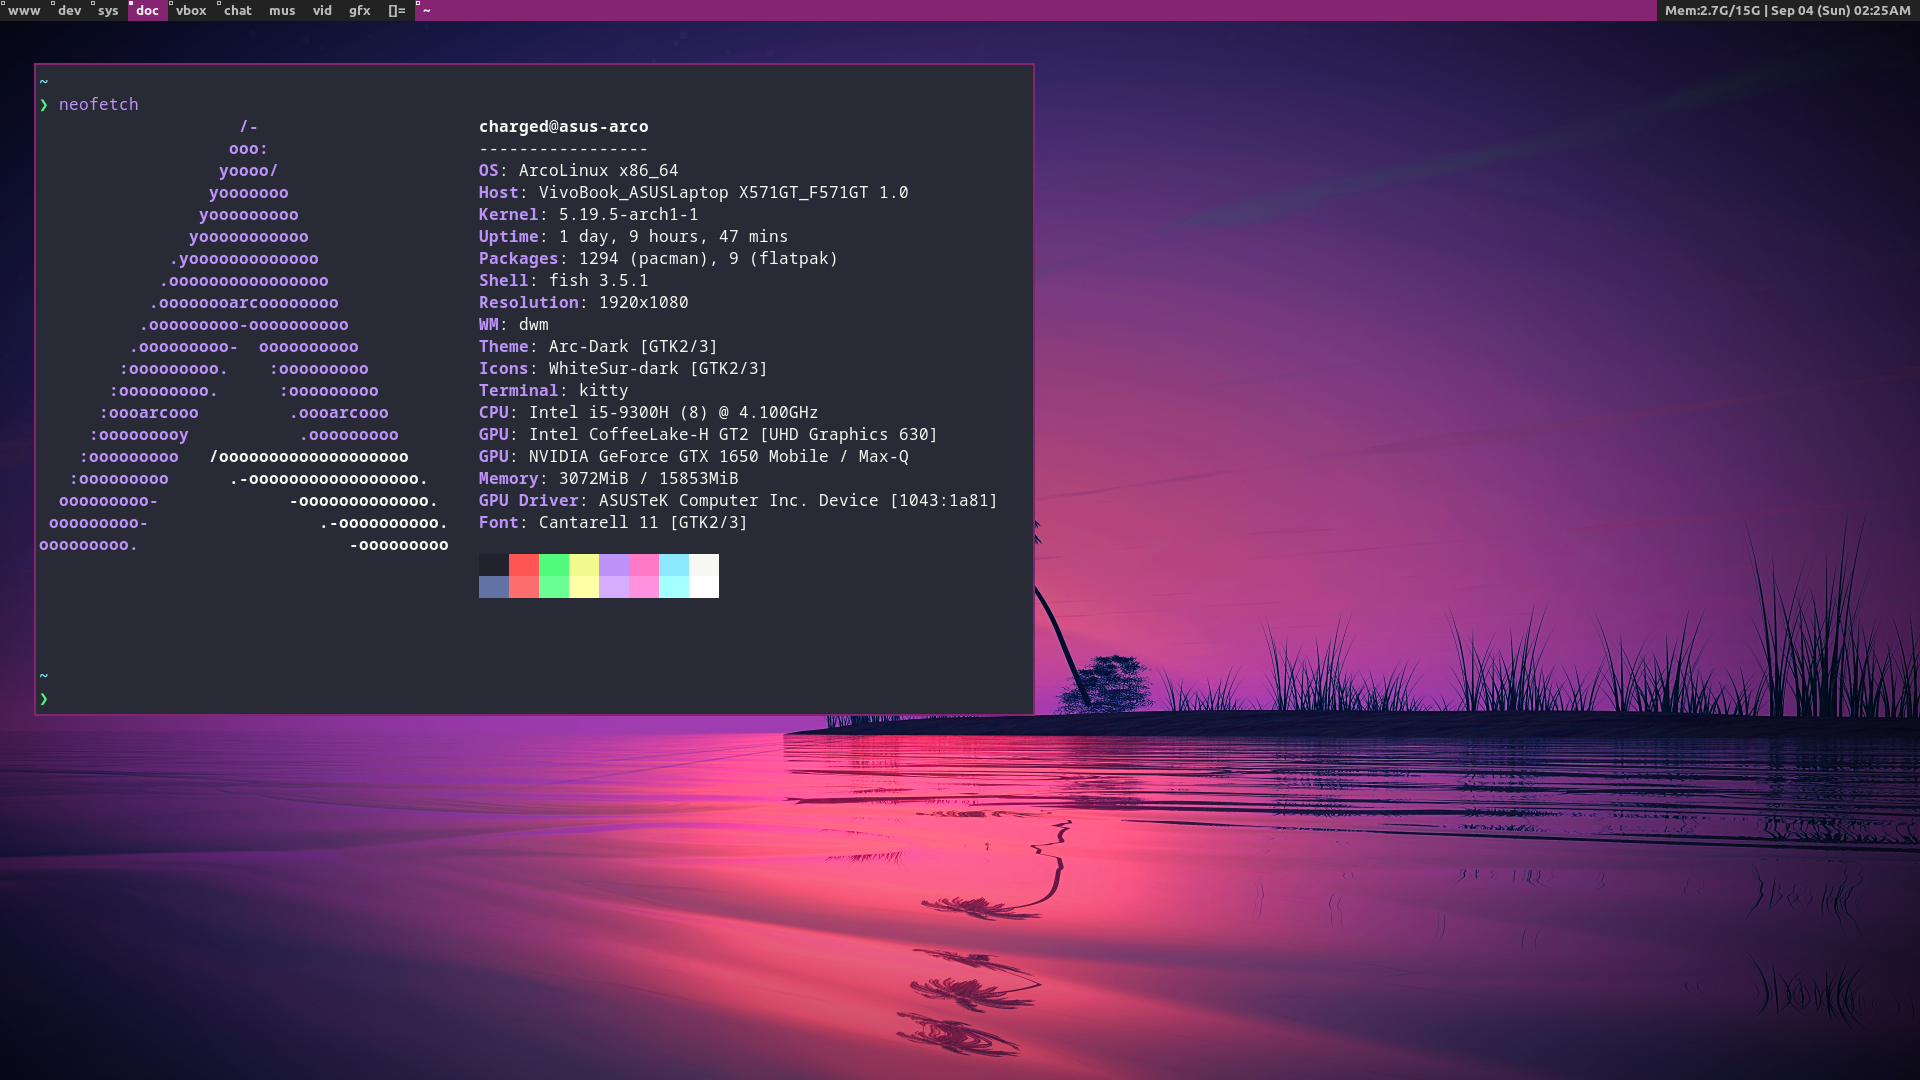 www dev sys doc vbox chat mus vid gfx []= ~ Mem:2.7G/15G | Sep 04 (Sun) 02:25AM
~
❯ neofetch
/- charged@asus-arco
ooo: -----------------
yoooo/ OS: ArcoLinux x86_64
yooooooo Host: VivoBook_ASUSLaptop X571GT_F571GT 1.0
yooooooooo Kernel: 5.19.5-arch1-1
yooooooooooo Uptime: 1 day, 9 hours, 47 mins
.yooooooooooooo Packages: 1294 (pacman), 9 (flatpak)
.oooooooooooooooo Shell: fish 3.5.1
.oooooooarcoooooooo Resolution: 1920x1080
.ooooooooo-oooooooooo WM: dwm
.ooooooooo-  oooooooooo Theme: Arc-Dark [GTK2/3]
:ooooooooo.    :ooooooooo Icons: WhiteSur-dark [GTK2/3]
:ooooooooo.      :ooooooooo Terminal: kitty
:oooarcooo         .oooarcooo CPU: Intel i5-9300H (8) @ 4.100GHz
:ooooooooy           .ooooooooo GPU: Intel CoffeeLake-H GT2 [UHD Graphics 630]
:ooooooooo   /ooooooooooooooooooo GPU: NVIDIA GeForce GTX 1650 Mobile / Max-Q
:ooooooooo      .-ooooooooooooooooo. Memory: 3072MiB / 15853MiB
ooooooooo-             -ooooooooooooo. GPU Driver: ASUSTeK Computer Inc. Device [1043:1a81]
ooooooooo-                 .-oooooooooo. Font: Cantarell 11 [GTK2/3]
ooooooooo.                     -ooooooooo
~
❯